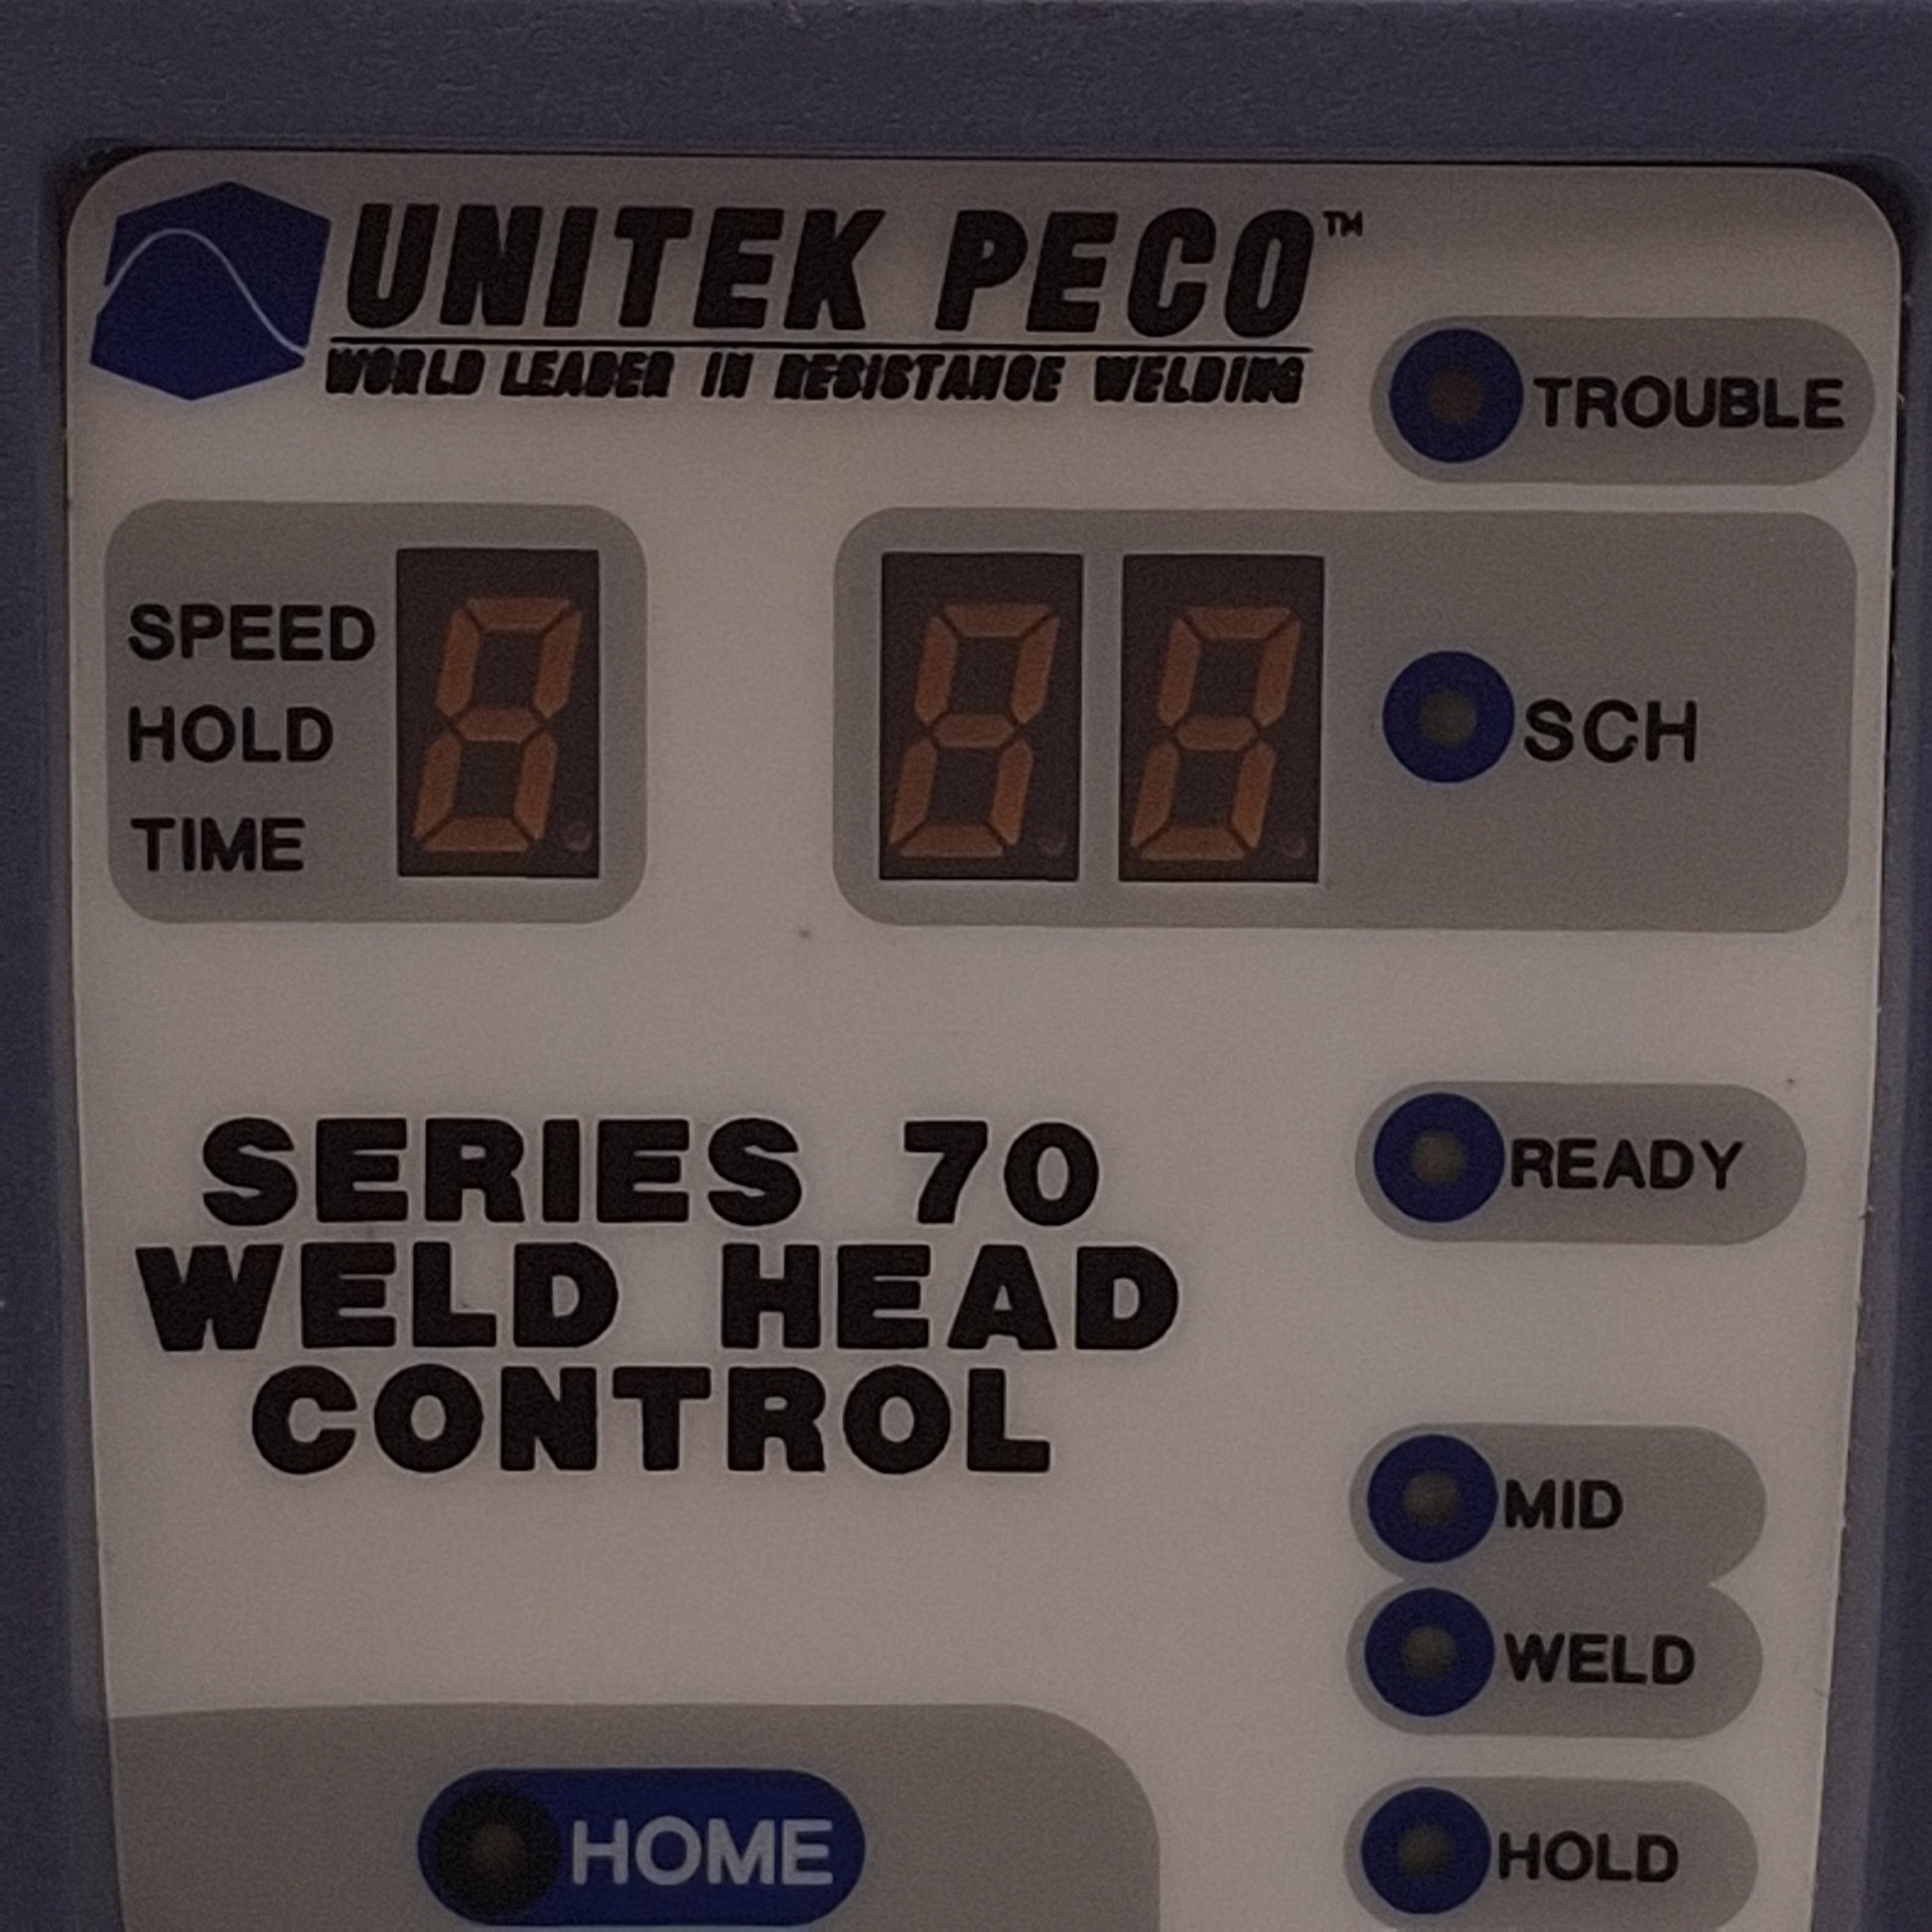 UNITEK PECO™
WORLD LEADER IN RESISTANCE WELDING
TROUBLE
SPEED
HOLD
TIME
SCH
SERIES 70
WELD HEAD
CONTROL
READY
MID
WELD
HOME
HOLD